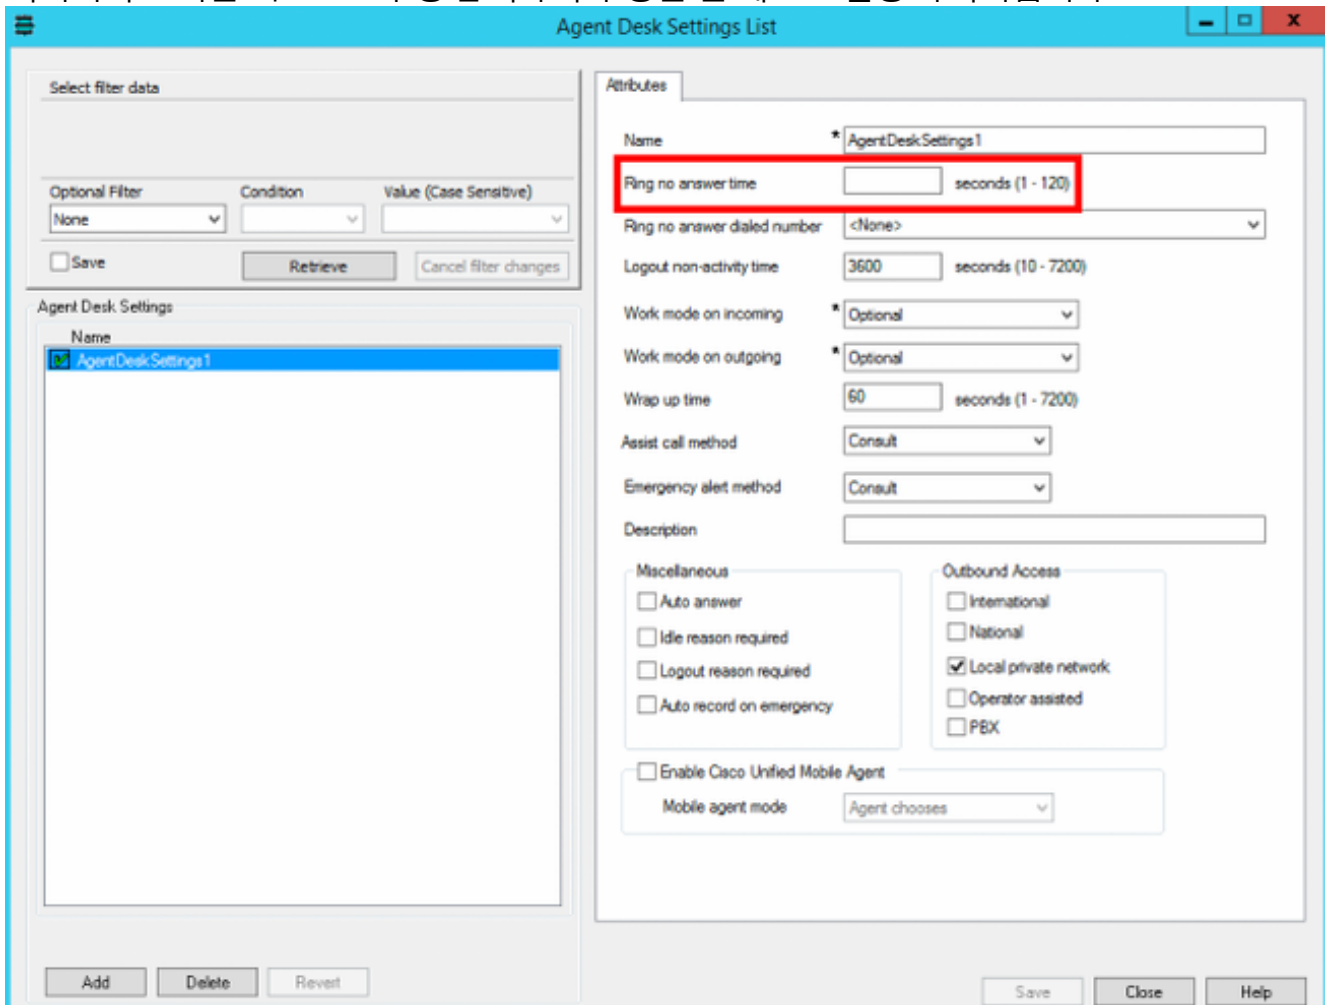 Agent Desk Settings List
Select filter data
Optional Filter Condition Value (Case Sensitive)
None
Save Retrieve Cancel filter changes
Agent Desk Settings
Name
AgentDeskSettings1
Add Delete Revert
Attributes
Name * AgentDeskSettings1
Ring no answer time seconds (1 - 120)
Ring no answer dialed number <None>
Logout non-activity time 3600 seconds (10 - 7200)
Work mode on incoming * Optional
Work mode on outgoing * Optional
Wrap up time 60 seconds (1 - 7200)
Assist call method Consult
Emergency alert method Consult
Description
Miscellaneous
Auto answer
Idle reason required
Logout reason required
Auto record on emergency
Outbound Access
International
National
Local private network
Operator assisted
PBX
Enable Cisco Unified Mobile Agent
Mobile agent mode Agent chooses
Save Close Help